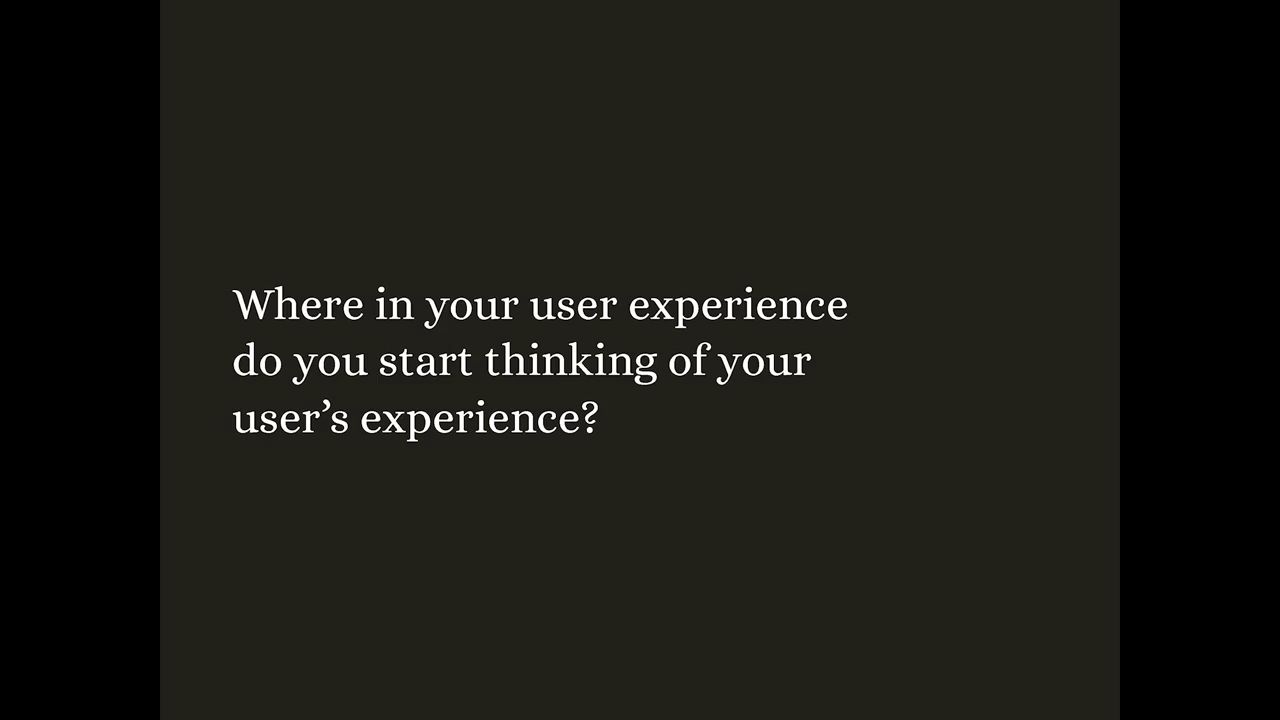 Where in your user experience
do you start thinking of your
user’s experience?